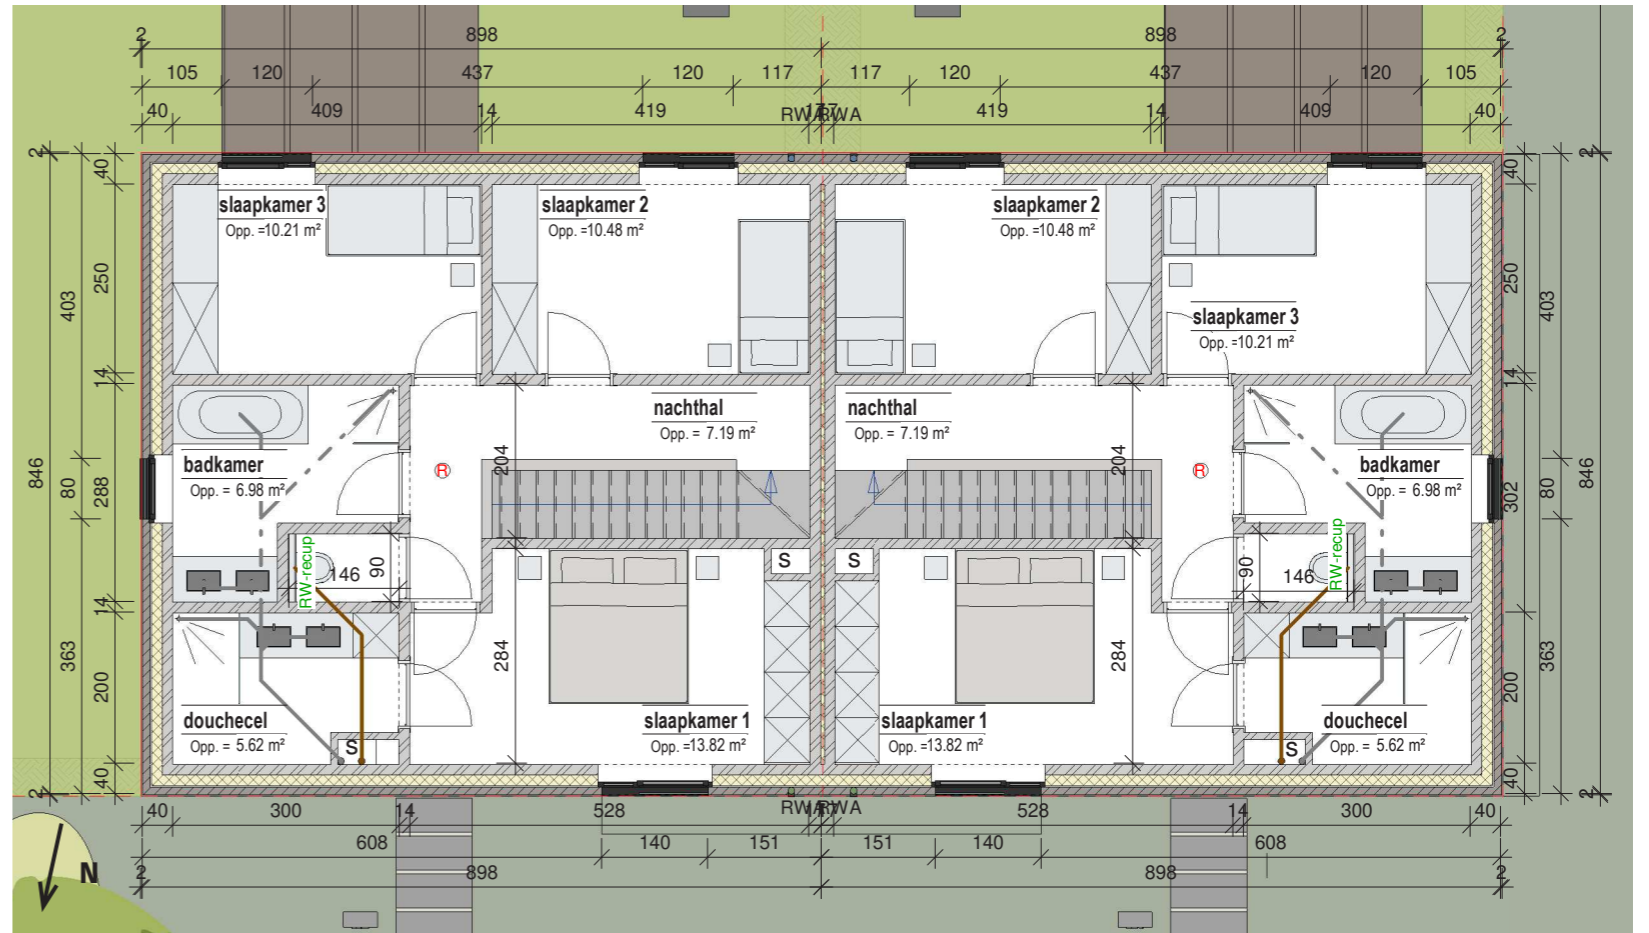 2 898 898 2
105 120 437 120 117 117 120 437 120 105
40 409 14 419 17 RWA RWA 419 14 409 40
2 846 2
403 80 363
40 250 14 288 14 200 40
slaapkamer 3
Opp. =10.21 m²
slaapkamer 2
Opp. =10.48 m²
slaapkamer 2
Opp. =10.48 m²
slaapkamer 3
Opp. =10.21 m²
nachthal
Opp. = 7.19 m²
nachthal
Opp. = 7.19 m²
badkamer
Opp. = 6.98 m²
R
204
204
R
badkamer
Opp. = 6.98 m²
RW-recup
146 90
S
S
90 146
RW-recup
284
284
douchecel
Opp. = 5.62 m²
S
slaapkamer 1
Opp. =13.82 m²
slaapkamer 1
Opp. =13.82 m²
S
douchecel
Opp. = 5.62 m²
40 250 14 302 200 40
403 80 363
2 846 2
RWA RWA
40 300 14 528 17 528 14 300 40
608 140 151 151 140 608
2 898 898 2
N